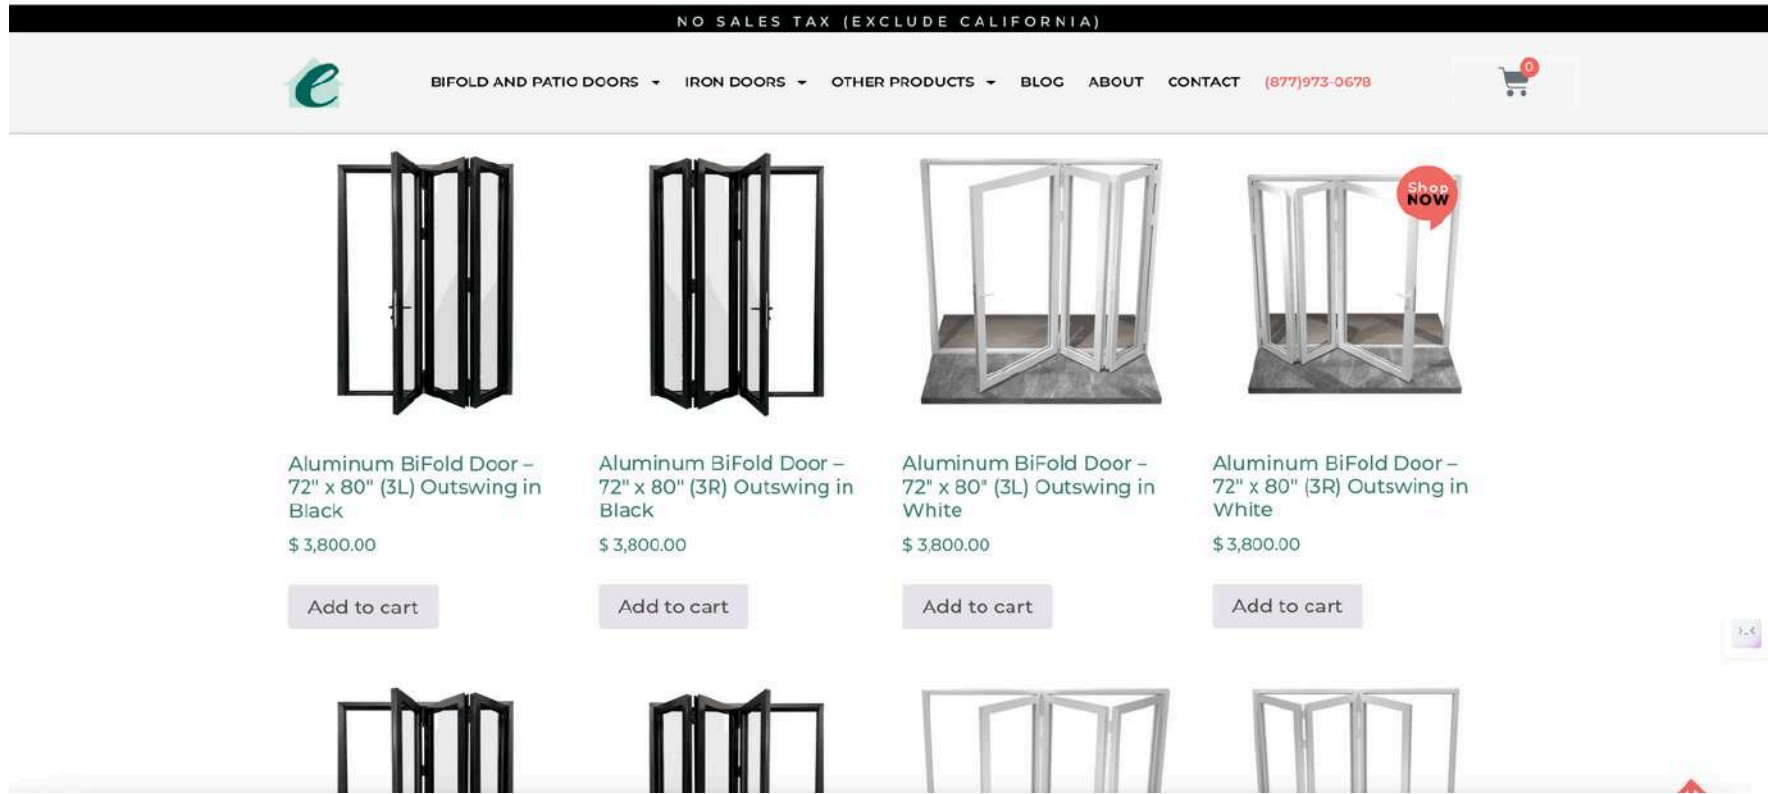 NO SALES TAX (EXCLUDE CALIFORNIA)
e
BIFOLD AND PATIO DOORS
IRON DOORS
OTHER PRODUCTS
BLOG
ABOUT
CONTACT
(877)973-0678
0
Shop
NOW
Aluminum BiFold Door –
72" x 80" (3L) Outswing in
Black
$ 3,800.00
Add to cart
Aluminum BiFold Door –
72" x 80" (3R) Outswing in
Black
$ 3,800.00
Add to cart
Aluminum BiFold Door –
72" x 80" (3L) Outswing in
White
$ 3,800.00
Add to cart
Aluminum BiFold Door –
72" x 80" (3R) Outswing in
White
$ 3,800.00
Add to cart